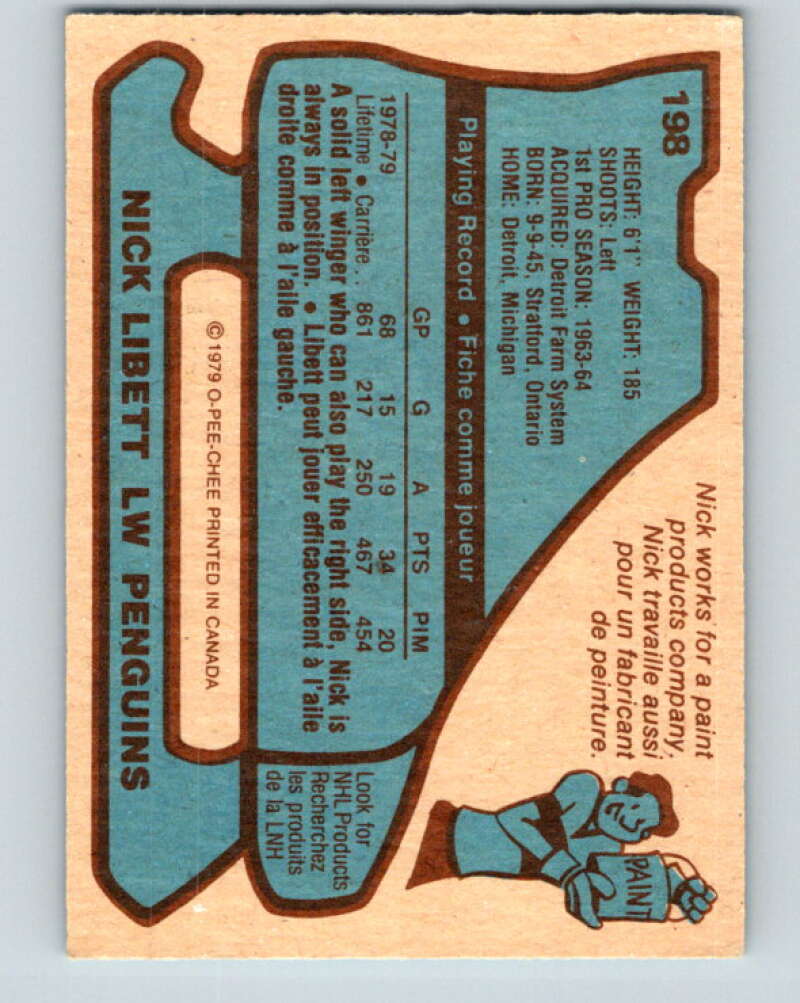 198
HEIGHT: 6'1" WEIGHT: 185
SHOOTS: Left
1st PRO SEASON: 1963-64
ACQUIRED: Detroit Farm System
BORN: 9-9-45, Stratford, Ontario
HOME: Detroit, Michigan
Nick works for a paint
products company.
Nick travaille aussi
pour un fabricant
de peinture.
PAINT
Playing Record • Fiche comme joueur
GP G A PTS PIM
1978-79 68 15 19 34 20
Lifetime • Carrière .. 861 217 250 467 454
A solid left winger who can also play the right side, Nick is
always in position. • Libett peut jouer efficacement à l'aile
droite comme à l'aile gauche.
Look for
NHL Products
Recherchez
les produits
de la LNH
© 1979 O-PEE-CHEE PRINTED IN CANADA
NICK LIBETT LW PENGUINS